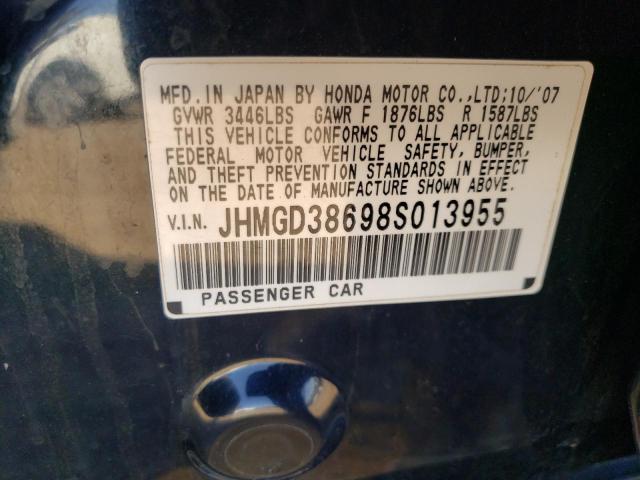 MFD.IN JAPAN BY HONDA MOTOR CO.,LTD;10/'07
GVWR 3446LBS GAWR F 1876LBS R 1587LBS
THIS VEHICLE CONFORMS TO ALL APPLICABLE
FEDERAL MOTOR VEHICLE SAFETY, BUMPER,
AND THEFT PREVENTION STANDARDS IN EFFECT
ON THE DATE OF MANUFACTURE SHOWN ABOVE.
V.I.N. JHMGD38698S013955
PASSENGER CAR